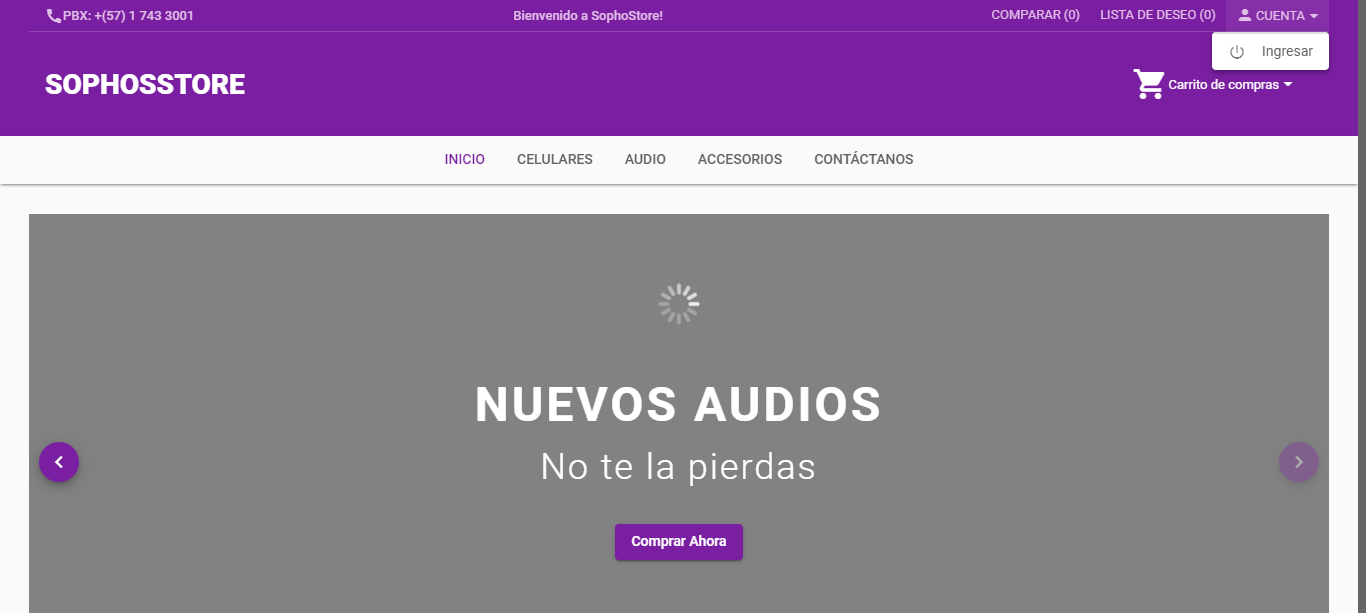 PBX: +(57) 1 743 3001
Bienvenido a SophoStore!
COMPARAR (0)
LISTA DE DESEO (0)
CUENTA
Ingresar
SOPHOSSTORE
Carrito de compras
INICIO
CELULARES
AUDIO
ACCESORIOS
CONTÁCTANOS
NUEVOS AUDIOS
No te la pierdas
Comprar Ahora